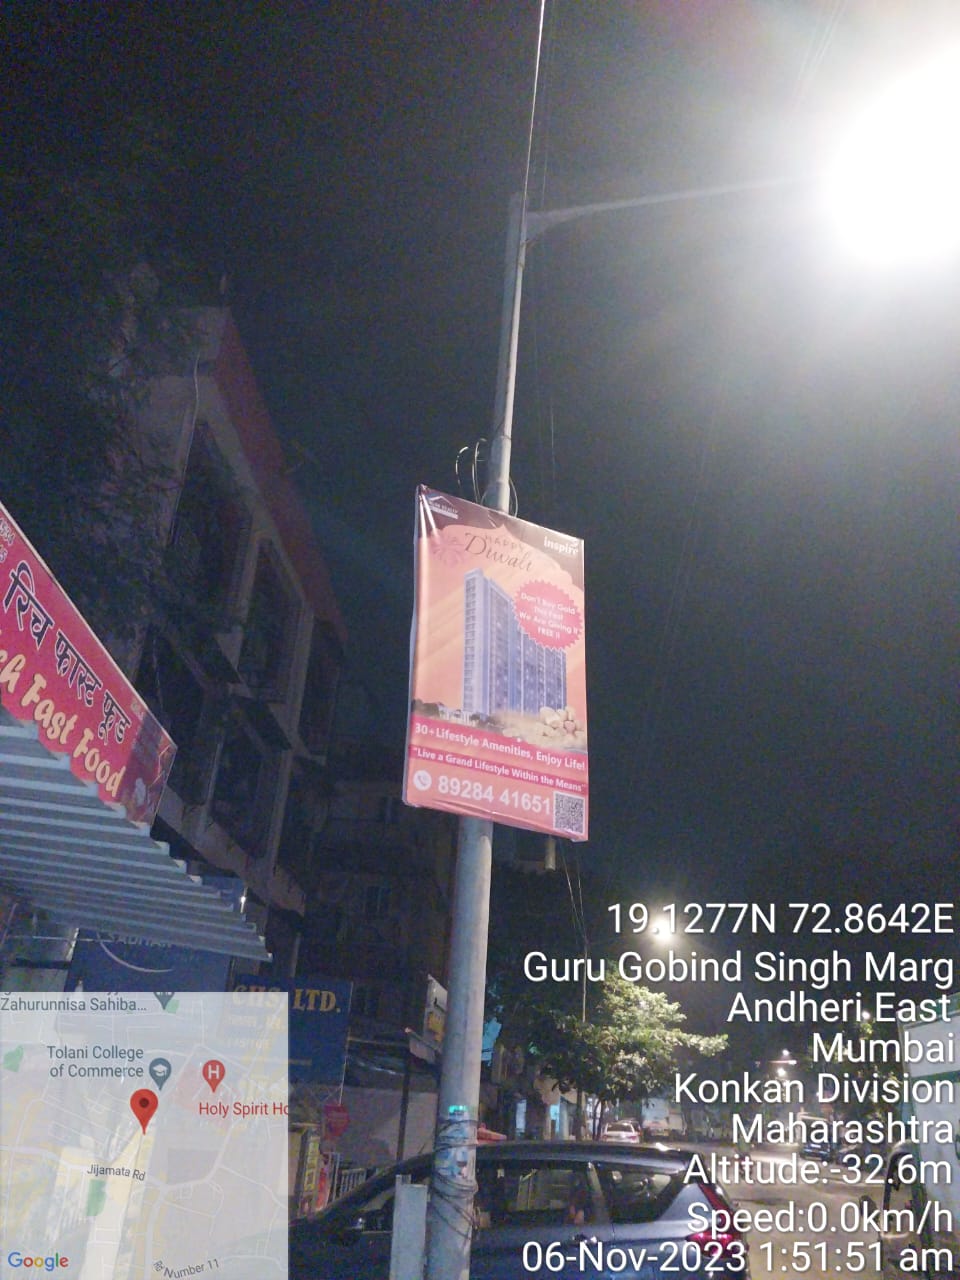 inspire
HAPPY
Diwali
Don't Buy Gold
This Fest
We Are Giving It
FREE !!
30+Lifestyle Amenities, Enjoy Life!
"Live a Grand Lifestyle Within the Means"
89284 41651
रिच फास्ट फूड
ch Fast Food
CHS. LTD.
19.1277N 72.8642E
Guru Gobind Singh Marg
Andheri East
Mumbai
Konkan Division
Maharashtra
Altitude:-32.6m
Speed:0.0km/h
06-Nov-2023 1:51:51 am
Zahurunnisa Sahiba...
Tolani College
of Commerce
H
Holy Spirit Ho
Jijamata Rd
Number 11
Google